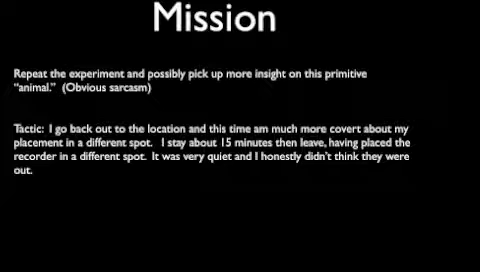 Mission
Repeat the experiment and possibly pick up more insight on this primitive
“animal.”  (Obvious sarcasm)
Tactic:  I go back out to the location and this time am much more covert about my
placement in a different spot.   I stay about 15 minutes then leave, having placed the
recorder in a different spot.  It was very quiet and I honestly didn’t think they were
out.